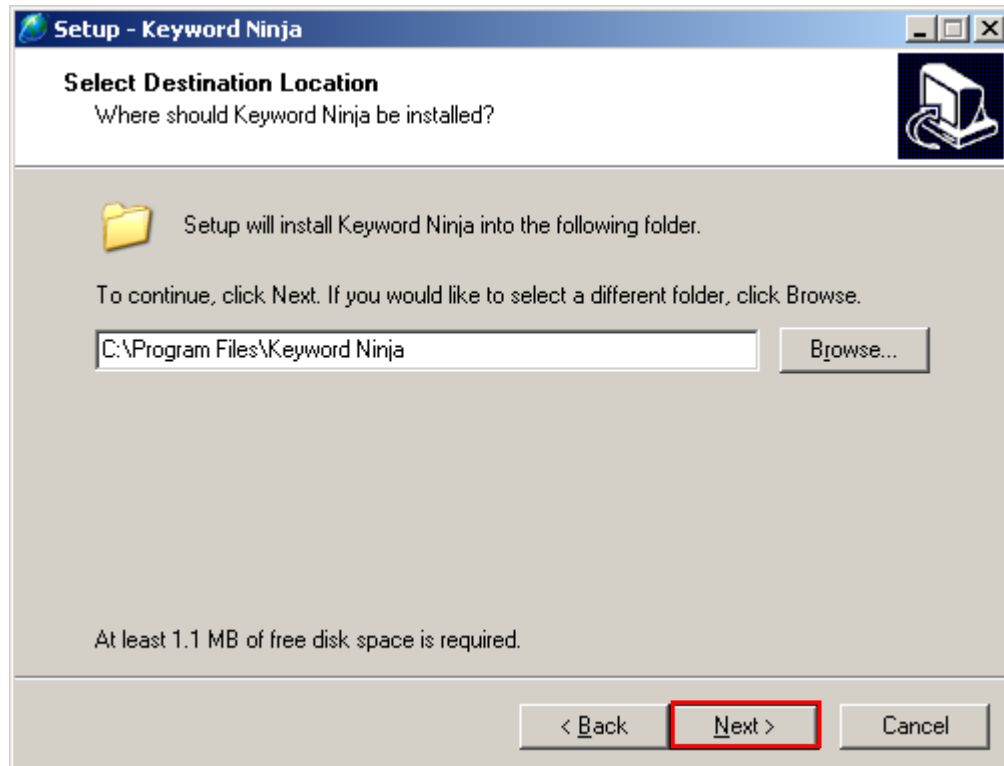 Setup - Keyword Ninja
Select Destination Location
Where should Keyword Ninja be installed?
Setup will install Keyword Ninja into the following folder.
To continue, click Next. If you would like to select a different folder, click Browse.
C:\Program Files\Keyword Ninja
Browse...
At least 1.1 MB of free disk space is required.
< Back
Next >
Cancel